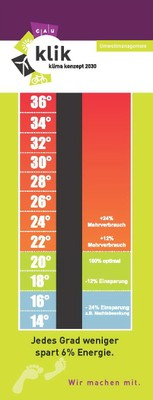 C A U
klik
klima konzept 2030
Umweltmanagement
36°
34°
32°
30°
28°
26°
24°
+24%
Mehrverbrauch
22°
+12%
Mehrverbrauch
20°
100% optimal
18°
-12% Einsparung
16°
- 24% Einsparung
z.B. Nachtabsenkung
14°
Jedes Grad weniger
spart 6% Energie.
Wir machen mit.